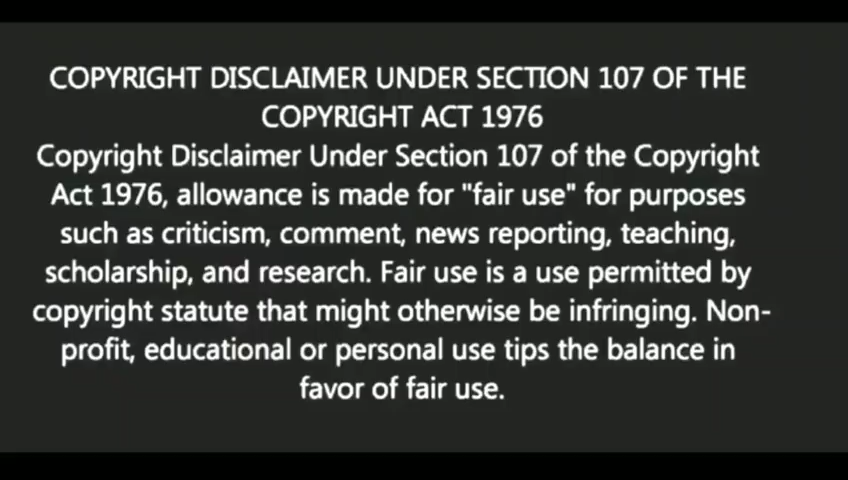 COPYRIGHT DISCLAIMER UNDER SECTION 107 OF THE
COPYRIGHT ACT 1976
Copyright Disclaimer Under Section 107 of the Copyright
Act 1976, allowance is made for "fair use" for purposes
such as criticism, comment, news reporting, teaching,
scholarship, and research. Fair use is a use permitted by
copyright statute that might otherwise be infringing. Non-
profit, educational or personal use tips the balance in
favor of fair use.